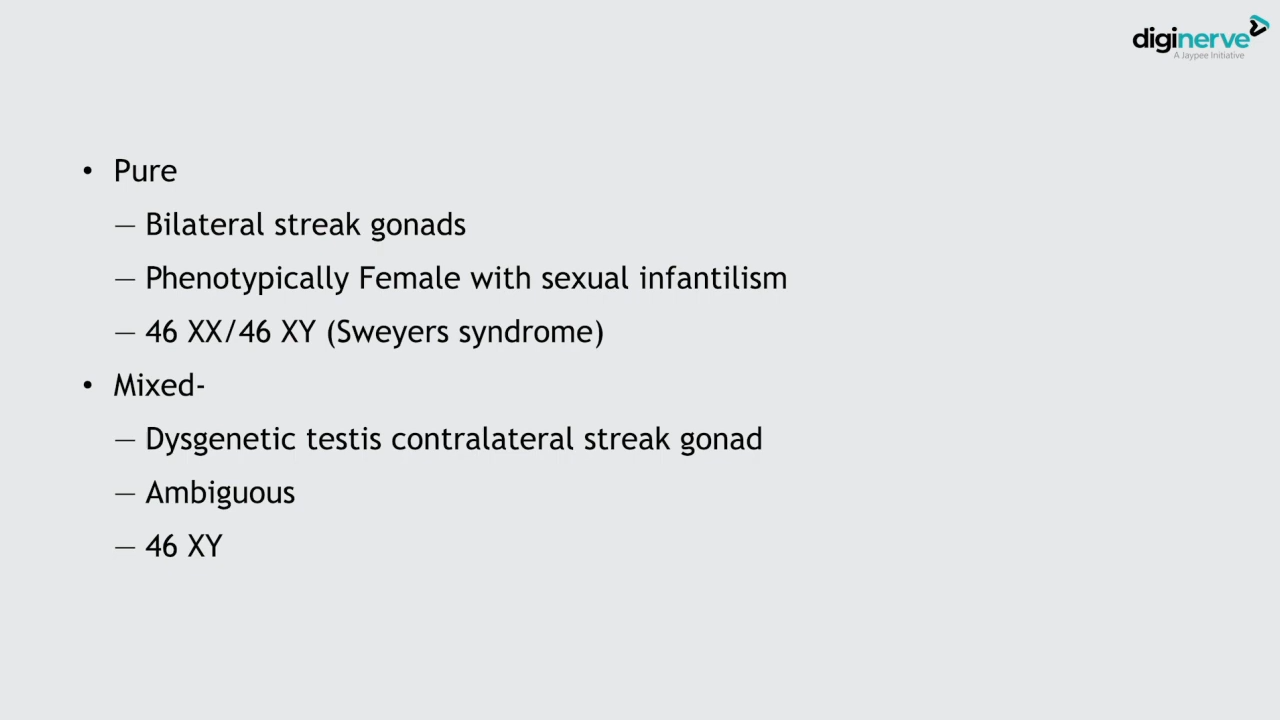 diginerve
A Jaypee Initiative
• Pure
— Bilateral streak gonads
— Phenotypically Female with sexual infantilism
— 46 XX/46 XY (Sweyers syndrome)
• Mixed-
— Dysgenetic testis contralateral streak gonad
— Ambiguous
— 46 XY